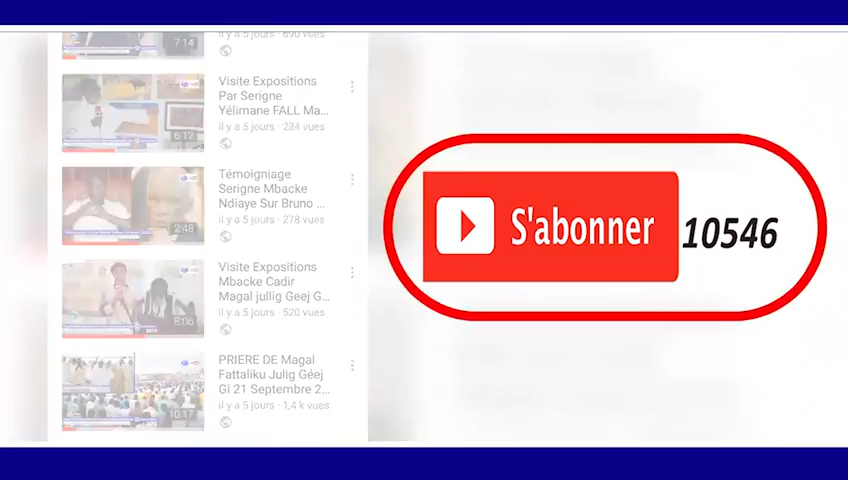 7:14
il y a 5 jours · 690 vues
Visite Expositions
Par Serigne
Yélimane FALL Ma...
il y a 5 jours · 234 vues
6:12
Témoigniage
Serigne Mbacke
Ndiaye Sur Bruno ...
il y a 5 jours · 278 vues
2:48
Visite Expositions
Mbacke Cadir
Magal jullig Geej G...
il y a 5 jours · 520 vues
8:16
PRIERE DE Magal
Fattaliku Julig Géej
Gi 21 Septembre 2...
il y a 5 jours · 1,4 k vues
10:17
S'abonner
10546